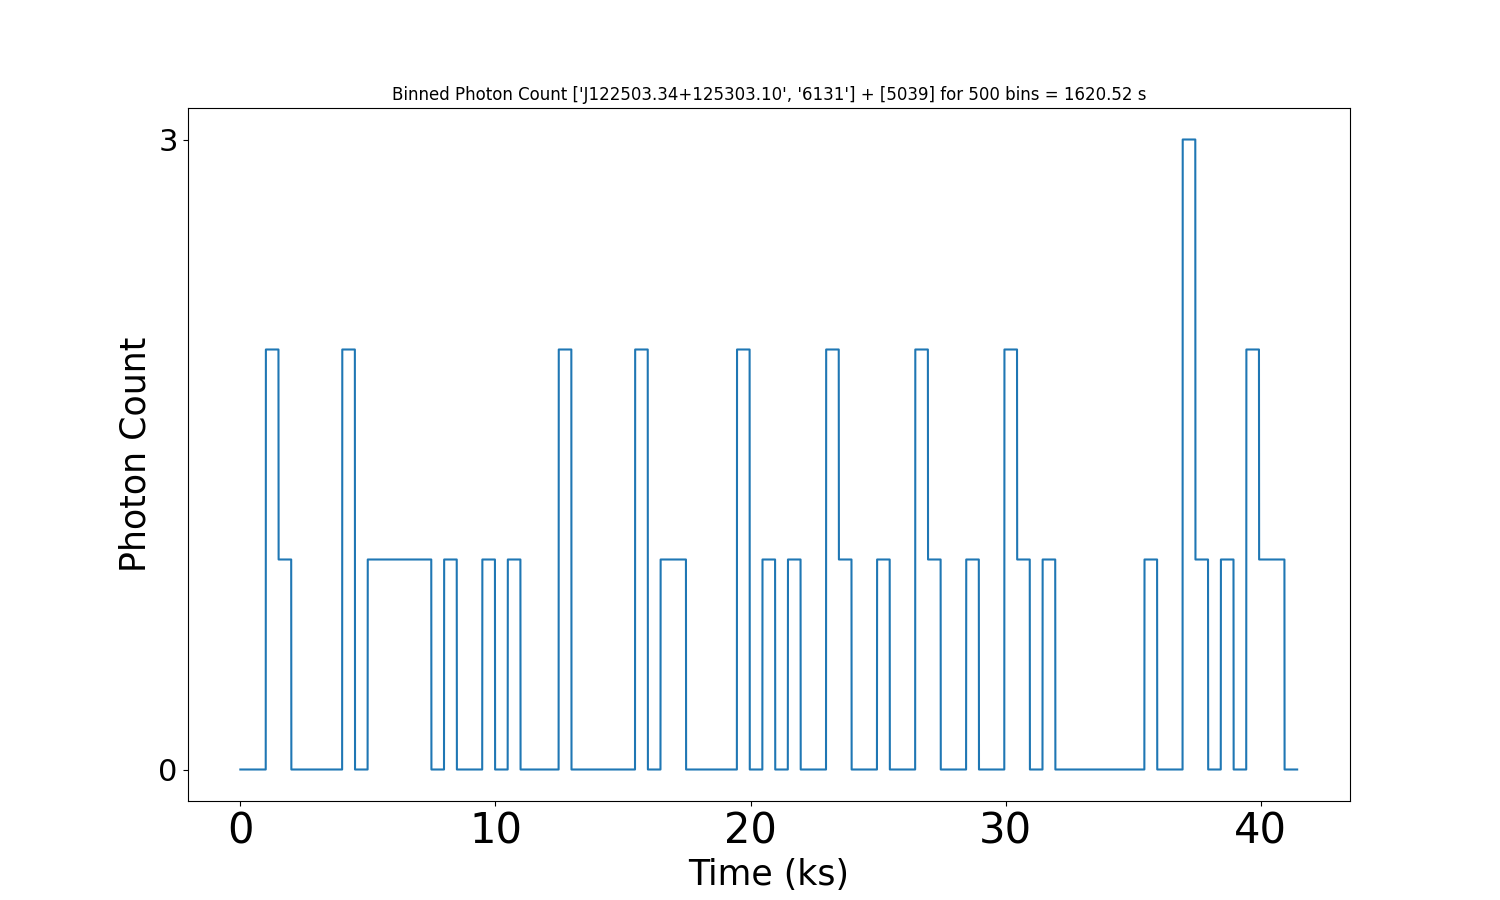 Binned Photon Count ['J122503.34+125303.10', '6131'] + [5039] for 500 bins = 1620.52 s
3
Photon Count
0
0 10 20 30 40
Time (ks)